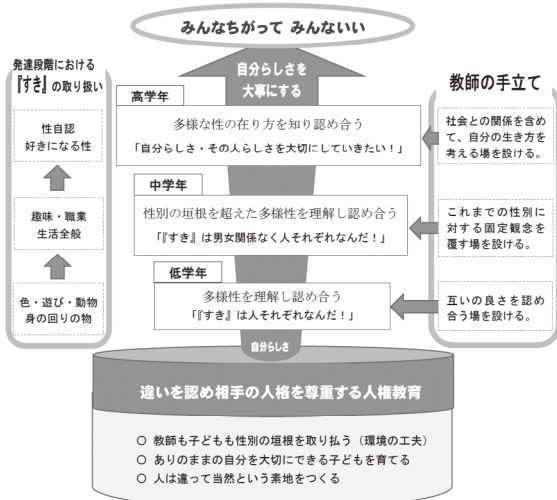 みんなちがって みんないい
発達段階における
『すき』の取り扱い
性自認
好きになる性
趣味・職業
生活全般
色・遊び・動物
身の回りの物
自分らしさを
大事にする
高学年
多様な性の在り方を知り認め合う
「自分らしさ・その人らしさを大切にしていきたい！」
中学年
性別の垣根を超えた多様性を理解し認め合う
「『すき』は男女関係なく人それぞれなんだ！」
低学年
多様性を理解し認め合う
「『すき』は人それぞれなんだ！」
自分らしさ
教師の手立て
社会との関係を含め
て、自分の生き方を
考える場を設ける。
これまでの性別に
対する固定観念を
覆す場を設ける。
互いの良さを認め
合う場を設ける。
違いを認め相手の人格を尊重する人権教育
○ 教師も子どもも性別の垣根を取り払う（環境の工夫）
○ ありのままの自分を大切にできる子どもを育てる
○ 人は違って当然という素地をつくる